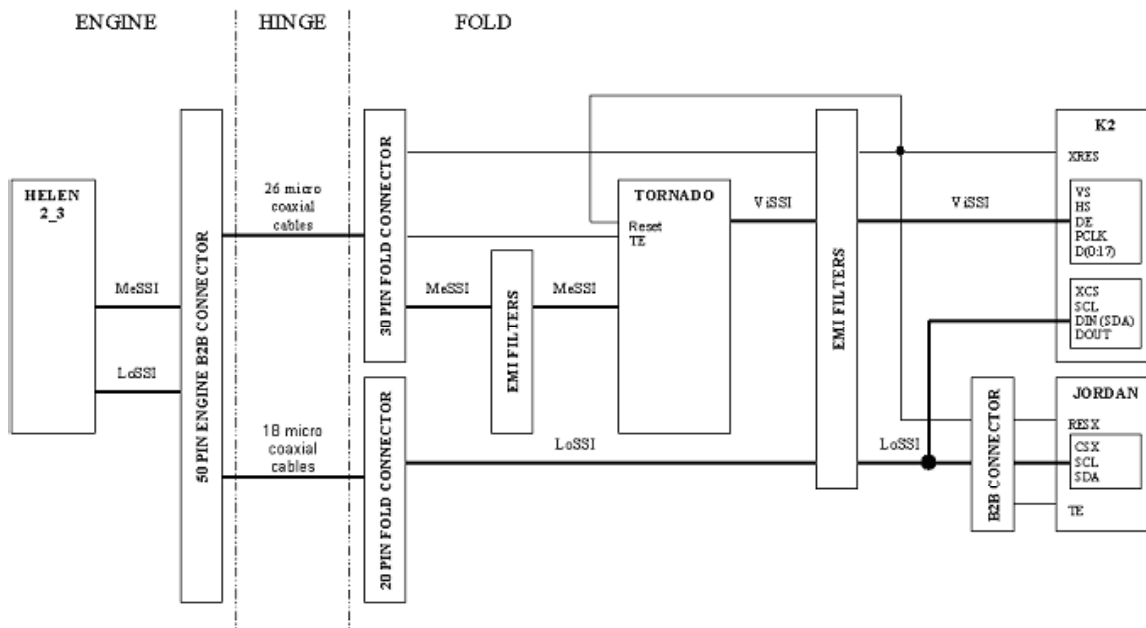 ENGINE
HINGE
FOLD
HELEN
2_3
MeSSI
LoSSI
50 PIN ENGINE B2B CONNECTOR
26 micro
coaxial
cables
18 micro
coaxial
cables
30 PIN FOLD CONNECTOR
20 PIN FOLD CONNECTOR
MeSSI
EMI FILTERS
MeSSI
TORNADO
Reset
TE
ViSSI
LoSSI
EMI FILTERS
ViSSI
LoSSI
K2
XRES
VS
HS
DE
PCLK
D(0:17)
XCS
SCL
DIN (SDA)
DOUT
B2B CONNECTOR
JORDAN
RESX
CSX
SCL
SDA
TE